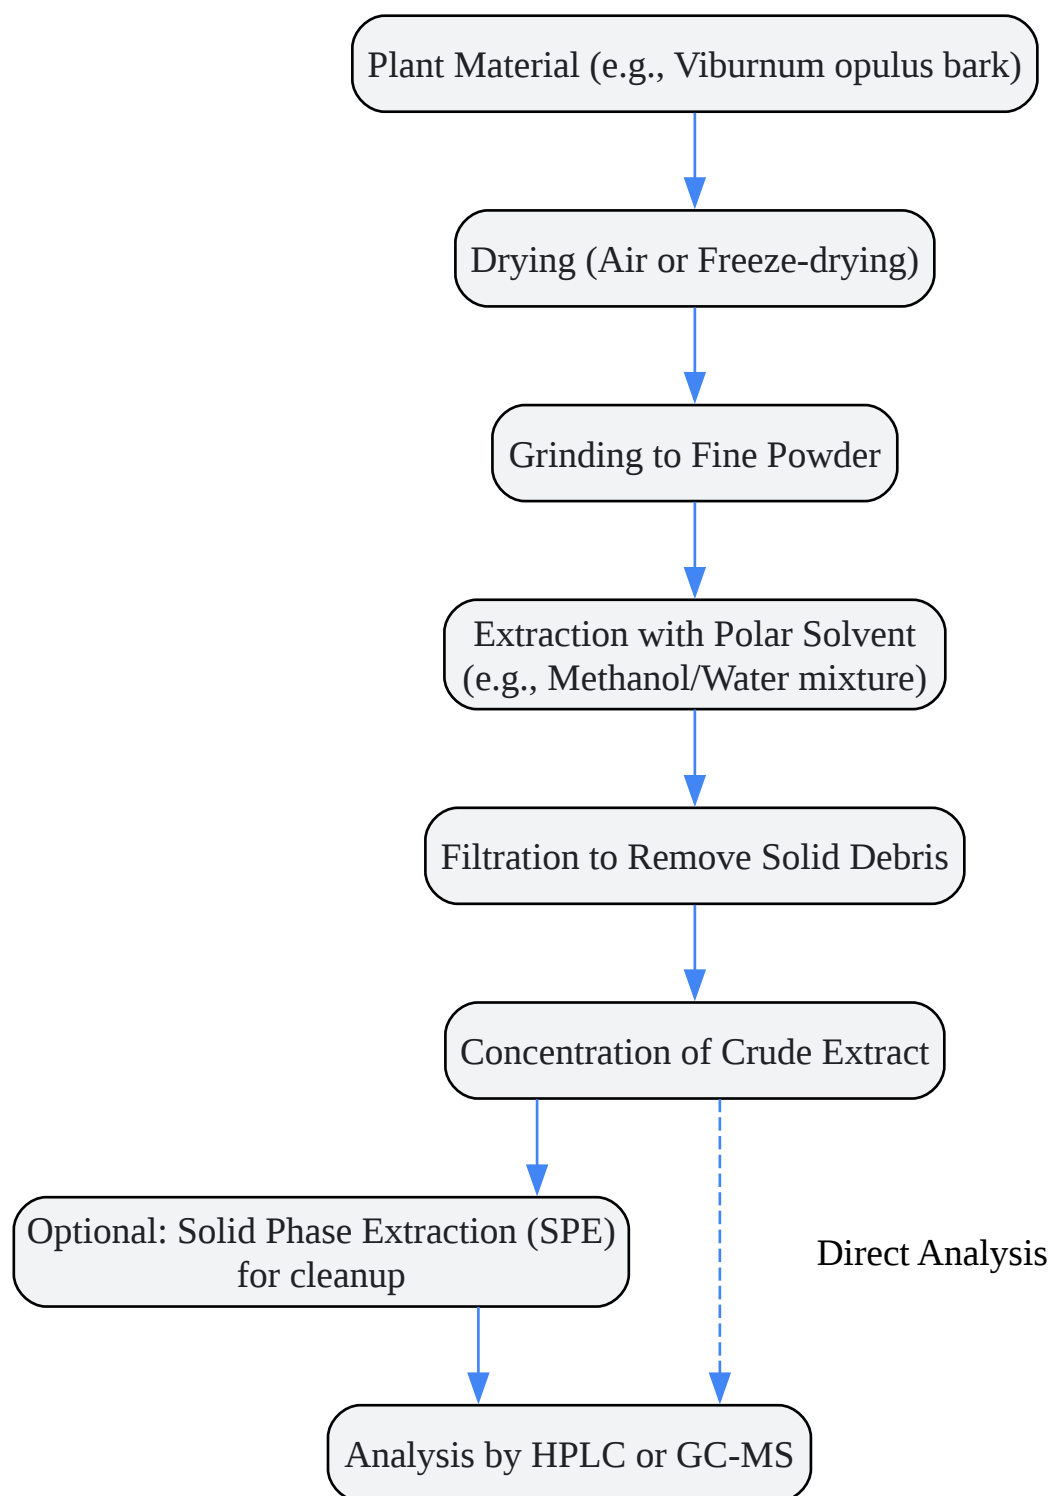 Plant Material (e.g., Viburnum opulus bark)
Drying (Air or Freeze-drying)
Grinding to Fine Powder
Extraction with Polar Solvent
(e.g., Methanol/Water mixture)
Filtration to Remove Solid Debris
Concentration of Crude Extract
Optional: Solid Phase Extraction (SPE)
for cleanup
Direct Analysis
Analysis by HPLC or GC-MS